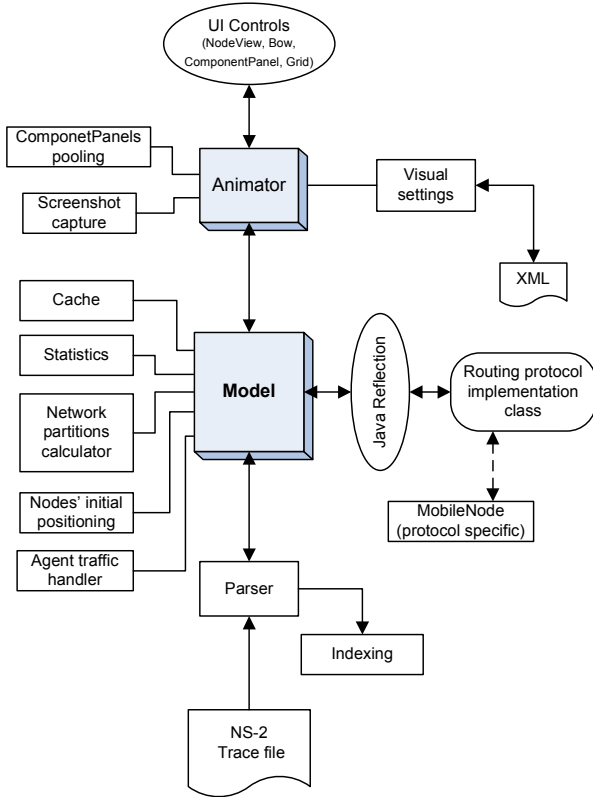 UI Controls
(NodeView, Bow,
ComponentPanel, Grid)
ComponetPanels
pooling
Animator
Visual
settings
Screenshot
capture
XML
Cache
Statistics
Model
Java Reflection
Routing protocol
implementation
class
Network
partitions
calculator
Nodes' initial
positioning
MobileNode
(protocol specific)
Agent traffic
handler
Parser
Indexing
NS-2
Trace file